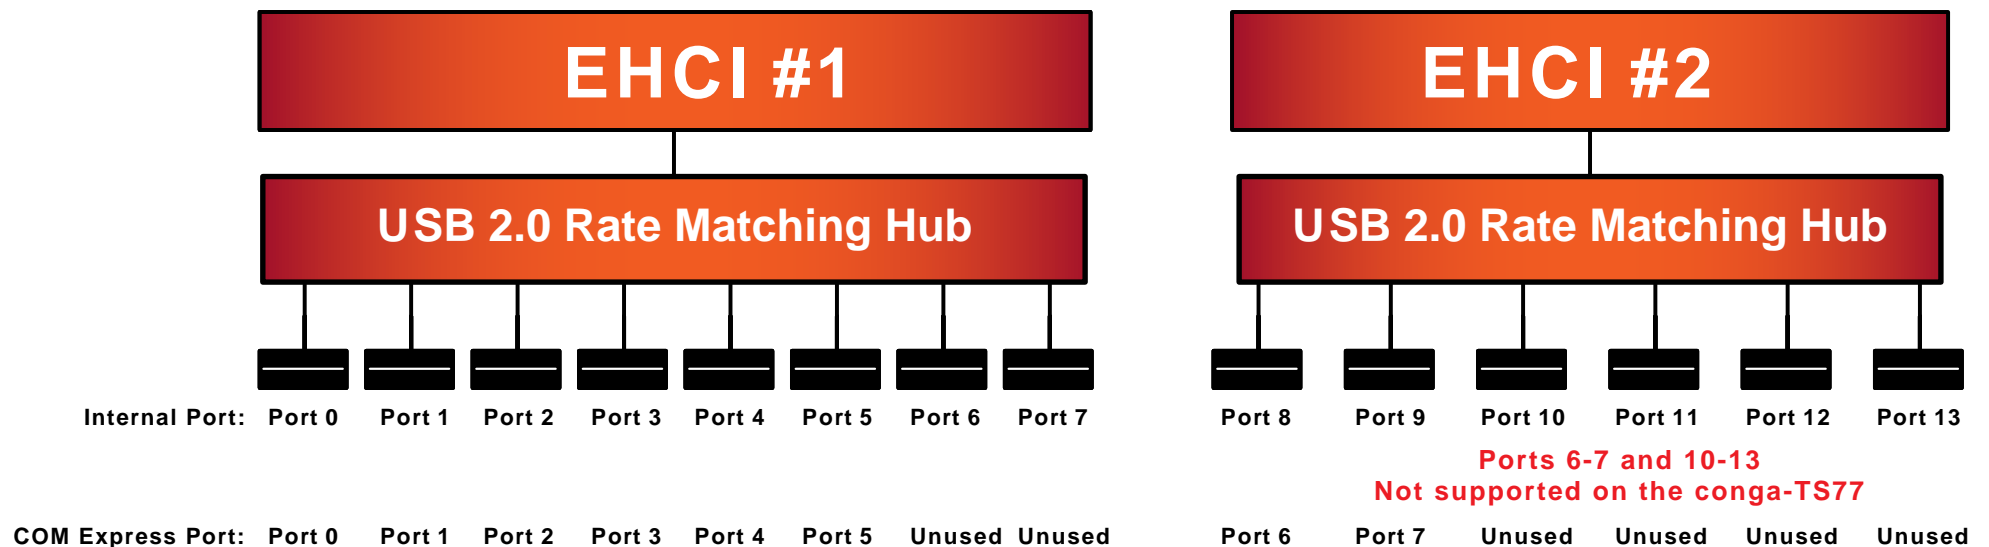 EHCI #1 EHCI #2
USB 2.0 Rate Matching Hub USB 2.0 Rate Matching Hub
Internal Port: Port 0 Port 1 Port 2 Port 3 Port 4 Port 5 Port 6 Port 7 Port 8 Port 9 Port 10 Port 11 Port 12 Port 13
Ports 6-7 and 10-13
Not supported on the conga-TS77
COM Express Port: Port 0 Port 1 Port 2 Port 3 Port 4 Port 5 Unused Unused Port 6 Port 7 Unused Unused Unused Unused